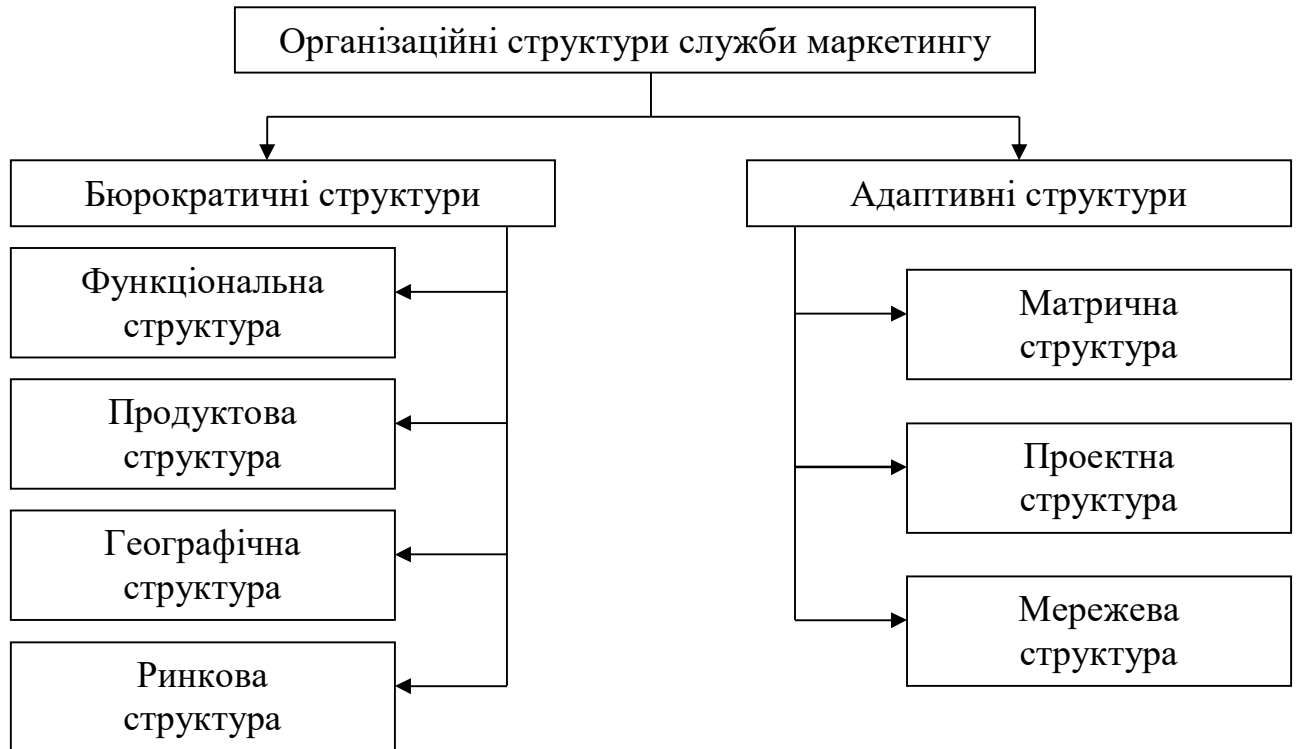 Організаційні структури служби маркетингу
Бюрократичні структури
Адаптивні структури
Функціональна
структура
Продуктова
структура
Географічна
структура
Ринкова
структура
Матрична
структура
Проектна
структура
Мережева
структура